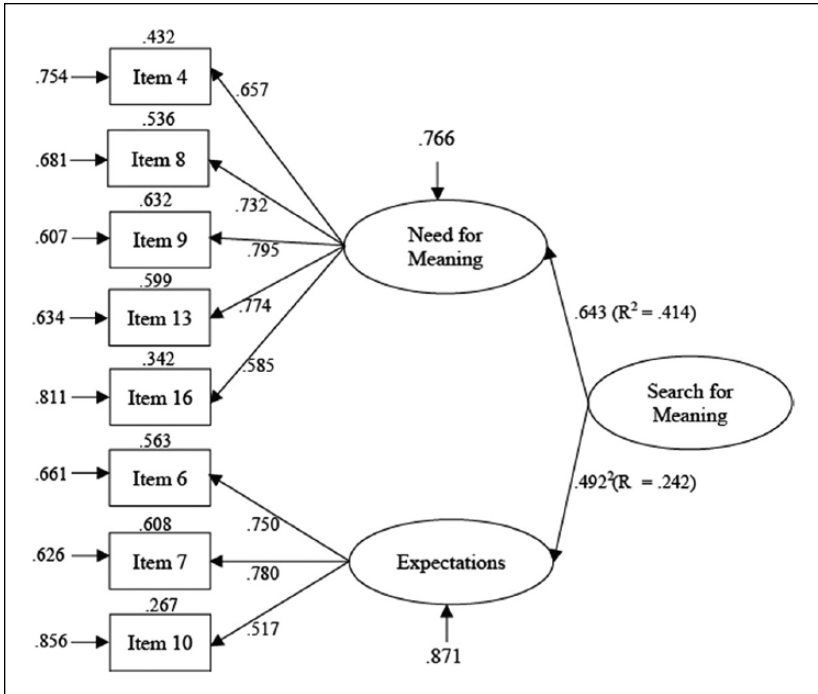 .432
.754
Item 4
.657
.536
.681
Item 8
.732
.632
.607
Item 9
.795
.599
.634
Item 13
.774
.342
.811
Item 16
.585
.766
Need for
Meaning
.643 (R² = .414)
Search for
Meaning
.492²(R = .242)
.563
.661
Item 6
.750
.608
.626
Item 7
.780
.267
.856
Item 10
.517
Expectations
.871